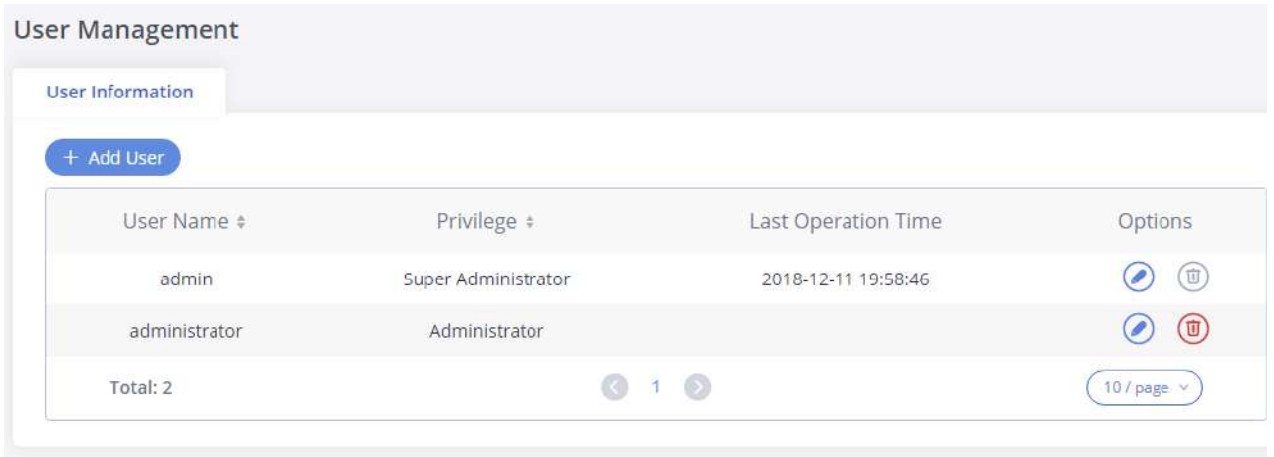 User Management
User Information
+ Add User
User Name Privilege Last Operation Time Options
admin Super Administrator 2018-12-11 19:58:46
administrator Administrator
Total: 2 1 10 / page